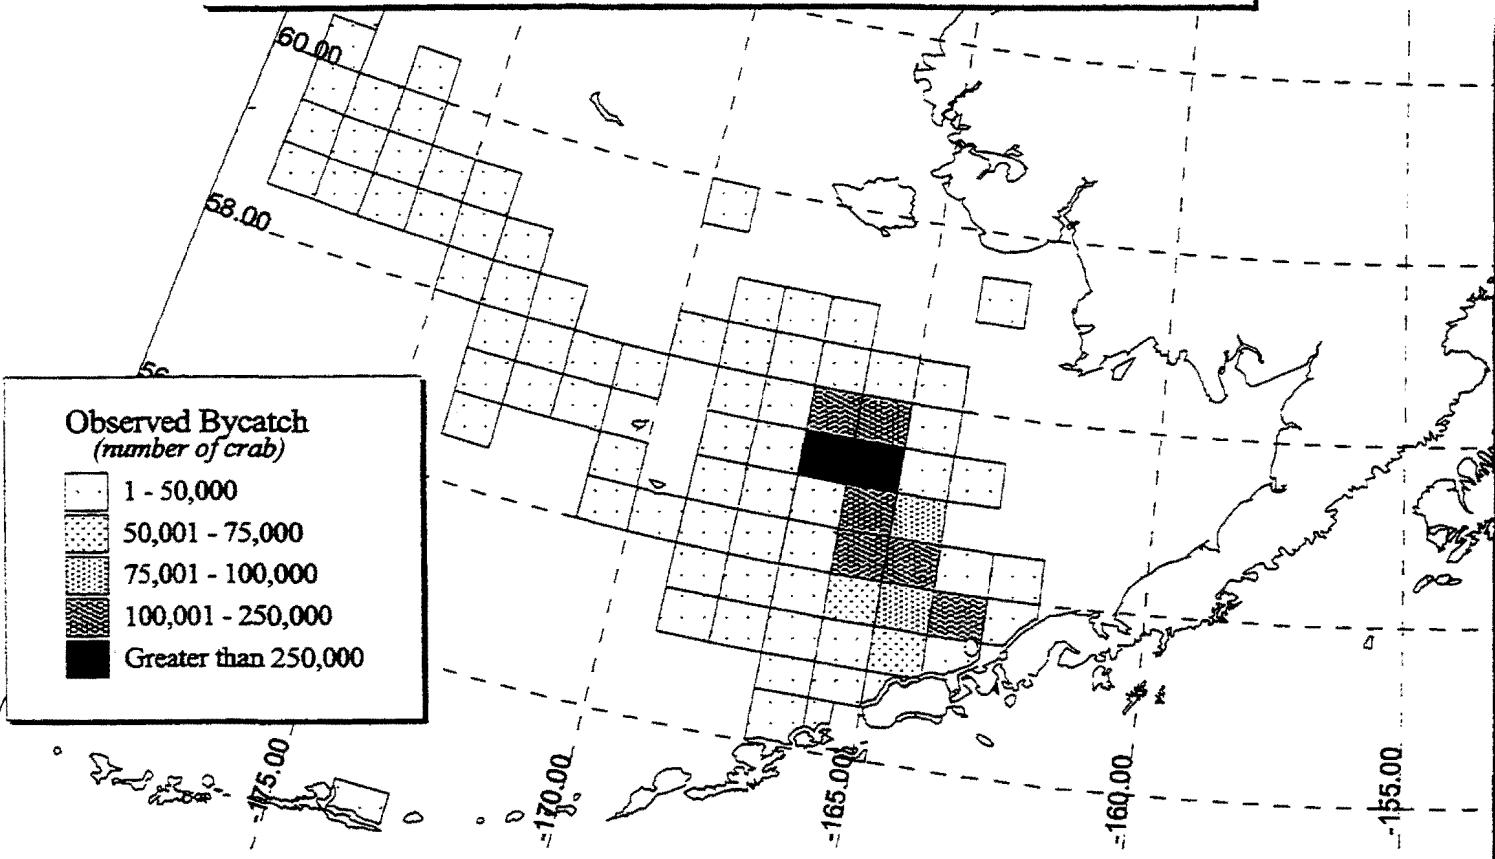 60.00
58.00
56
Observed Bycatch
(number of crab)
1 - 50,000
50,001 - 75,000
75,001 - 100,000
100,001 - 250,000
Greater than 250,000
-175.00
-170.00
-165.00
-160.00
-155.00